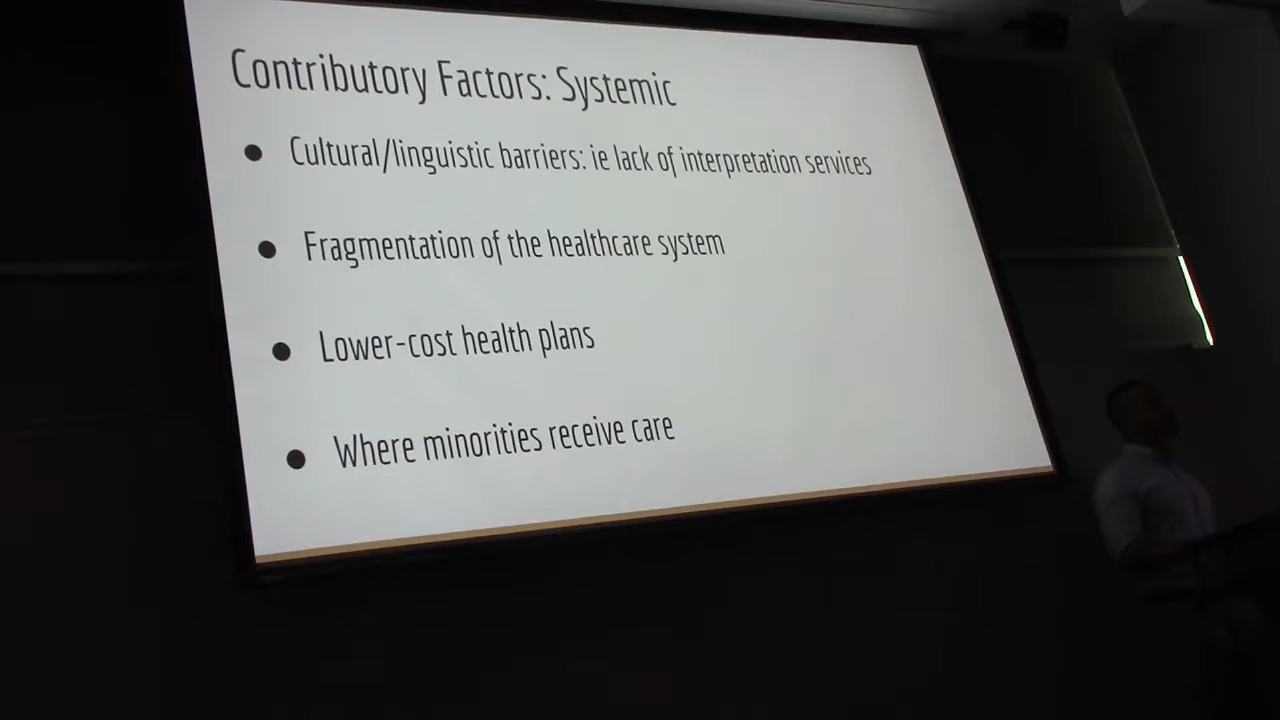 Contributory Factors: Systemic
● Cultural/linguistic barriers: ie lack of interpretation services
● Fragmentation of the healthcare system
● Lower-cost health plans
● Where minorities receive care